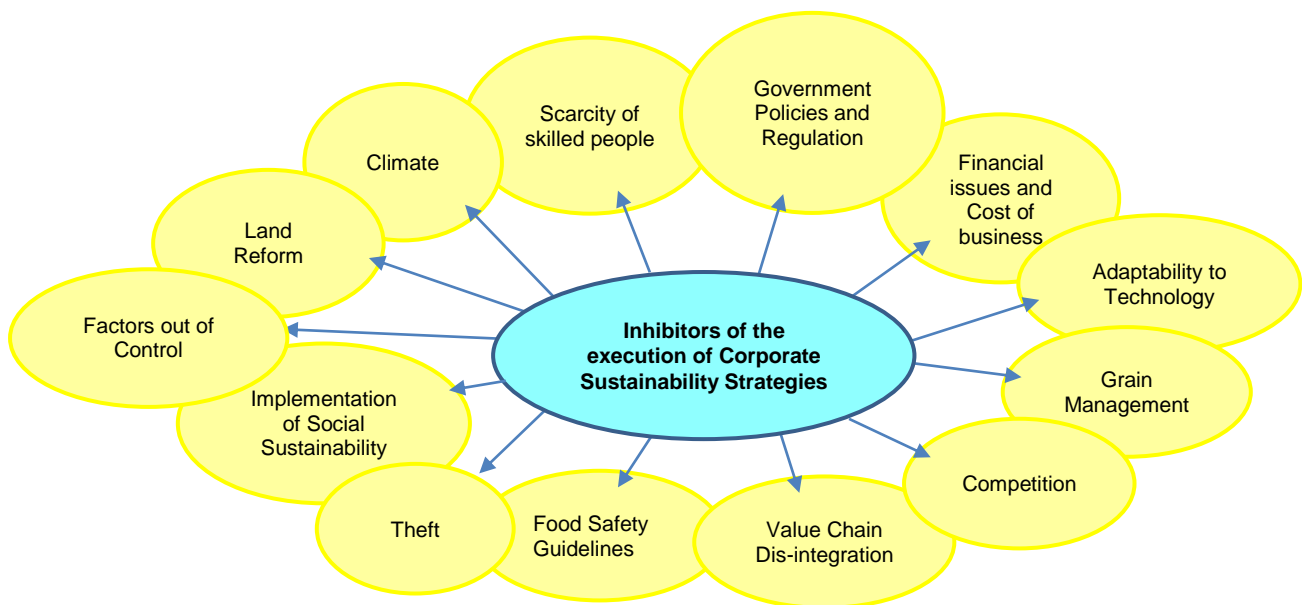 Government
Policies and
Regulation
Scarcity of
skilled people
Climate
Financial
issues and
Cost of
business
Land
Reform
Adaptability to
Technology
Factors out of
Control
Inhibitors of the
execution of Corporate
Sustainability Strategies
Grain
Management
Implementation
of Social
Sustainability
Competition
Theft
Food Safety
Guidelines
Value Chain
Dis-integration